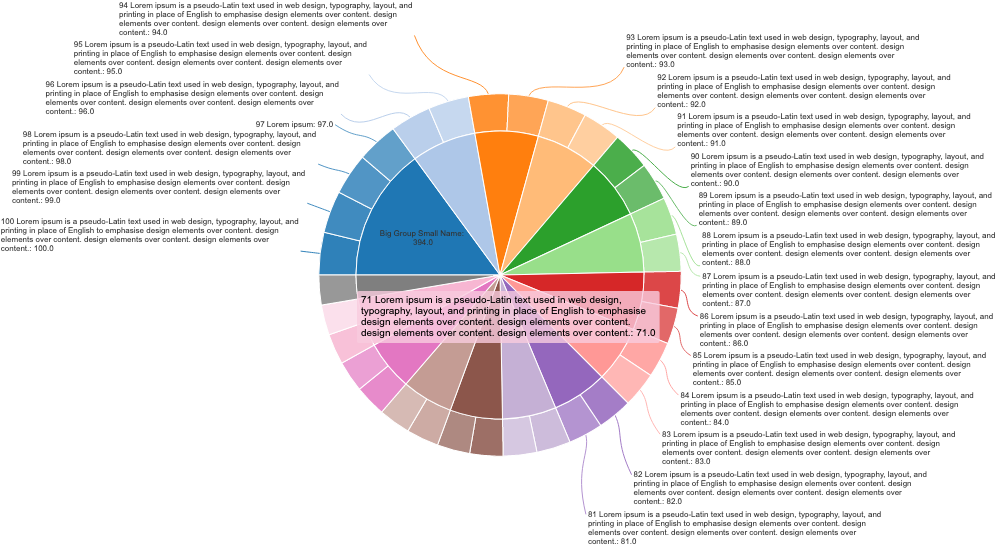 94 Lorem ipsum is a pseudo-Latin text used in web design, typography, layout, and
printing in place of English to emphasise design elements over content. design
elements over content. design elements over content. design elements over
content.: 94.0
95 Lorem ipsum is a pseudo-Latin text used in web design, typography, layout, and
printing in place of English to emphasise design elements over content. design
elements over content. design elements over content. design elements over
content.: 95.0
96 Lorem ipsum is a pseudo-Latin text used in web design, typography, layout, and
printing in place of English to emphasise design elements over content. design
elements over content. design elements over content. design elements over
content.: 96.0
97 Lorem ipsum: 97.0
98 Lorem ipsum is a pseudo-Latin text used in web design, typography, layout, and
printing in place of English to emphasise design elements over content. design
elements over content. design elements over content. design elements over
content.: 98.0
99 Lorem ipsum is a pseudo-Latin text used in web design, typography, layout, and
printing in place of English to emphasise design elements over content. design
elements over content. design elements over content. design elements over
content.: 99.0
100 Lorem ipsum is a pseudo-Latin text used in web design, typography, layout, and
printing in place of English to emphasise design elements over content. design
elements over content. design elements over content. design elements over
content.: 100.0
Big Group Small Name:
394.0
71 Lorem ipsum is a pseudo-Latin text used in web design,
typography, layout, and printing in place of English to emphasise
design elements over content. design elements over content.
design elements over content. design elements over content.: 71.0
93 Lorem ipsum is a pseudo-Latin text used in web design, typography, layout, and
printing in place of English to emphasise design elements over content. design
elements over content. design elements over content. design elements over
content.: 93.0
92 Lorem ipsum is a pseudo-Latin text used in web design, typography, layout, and
printing in place of English to emphasise design elements over content. design
elements over content. design elements over content. design elements over
content.: 92.0
91 Lorem ipsum is a pseudo-Latin text used in web design, typography, layout, and
printing in place of English to emphasise design elements over content. design
elements over content. design elements over content. design elements over
content.: 91.0
90 Lorem ipsum is a pseudo-Latin text used in web design, typography, layout, and
printing in place of English to emphasise design elements over content. design
elements over content. design elements over content. design elements over
content.: 90.0
89 Lorem ipsum is a pseudo-Latin text used in web design, typography, layout, and
printing in place of English to emphasise design elements over content. design
elements over content. design elements over content. design elements over
content.: 89.0
88 Lorem ipsum is a pseudo-Latin text used in web design, typography, layout, and
printing in place of English to emphasise design elements over content. design
elements over content. design elements over content. design elements over
content.: 88.0
87 Lorem ipsum is a pseudo-Latin text used in web design, typography, layout, and
printing in place of English to emphasise design elements over content. design
elements over content. design elements over content. design elements over
content.: 87.0
86 Lorem ipsum is a pseudo-Latin text used in web design, typography, layout, and
printing in place of English to emphasise design elements over content. design
elements over content. design elements over content. design elements over
content.: 86.0
85 Lorem ipsum is a pseudo-Latin text used in web design, typography, layout, and
printing in place of English to emphasise design elements over content. design
elements over content. design elements over content. design elements over
content.: 85.0
84 Lorem ipsum is a pseudo-Latin text used in web design, typography, layout, and
printing in place of English to emphasise design elements over content. design
elements over content. design elements over content. design elements over
content.: 84.0
83 Lorem ipsum is a pseudo-Latin text used in web design, typography, layout, and
printing in place of English to emphasise design elements over content. design
elements over content. design elements over content. design elements over
content.: 83.0
82 Lorem ipsum is a pseudo-Latin text used in web design, typography, layout, and
printing in place of English to emphasise design elements over content. design
elements over content. design elements over content. design elements over
content.: 82.0
81 Lorem ipsum is a pseudo-Latin text used in web design, typography, layout, and
printing in place of English to emphasise design elements over content. design
elements over content. design elements over content. design elements over
content.: 81.0